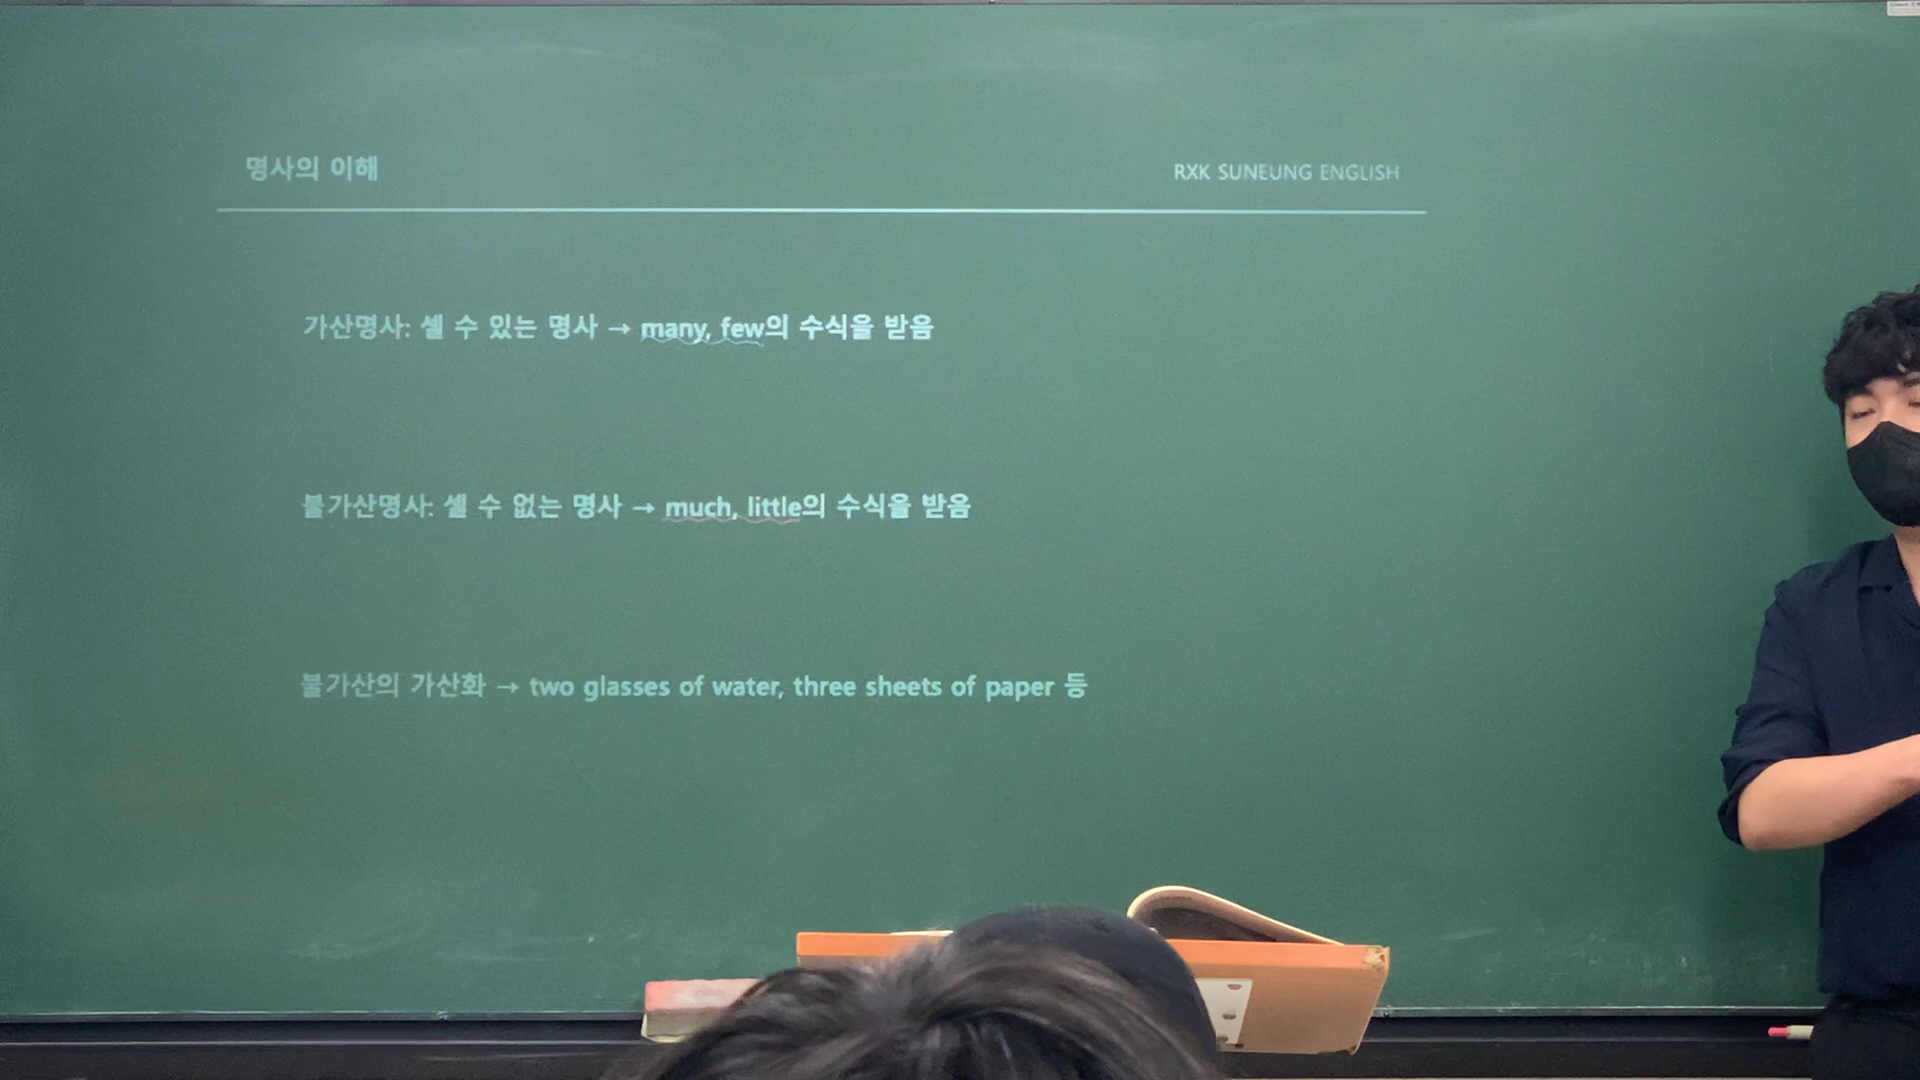 명사의 이해
RXK SUNEUNG ENGLISH
가산명사: 셀 수 있는 명사 → many, few의 수식을 받음
불가산명사: 셀 수 없는 명사 → much, little의 수식을 받음
불가산의 가산화 → two glasses of water, three sheets of paper 등